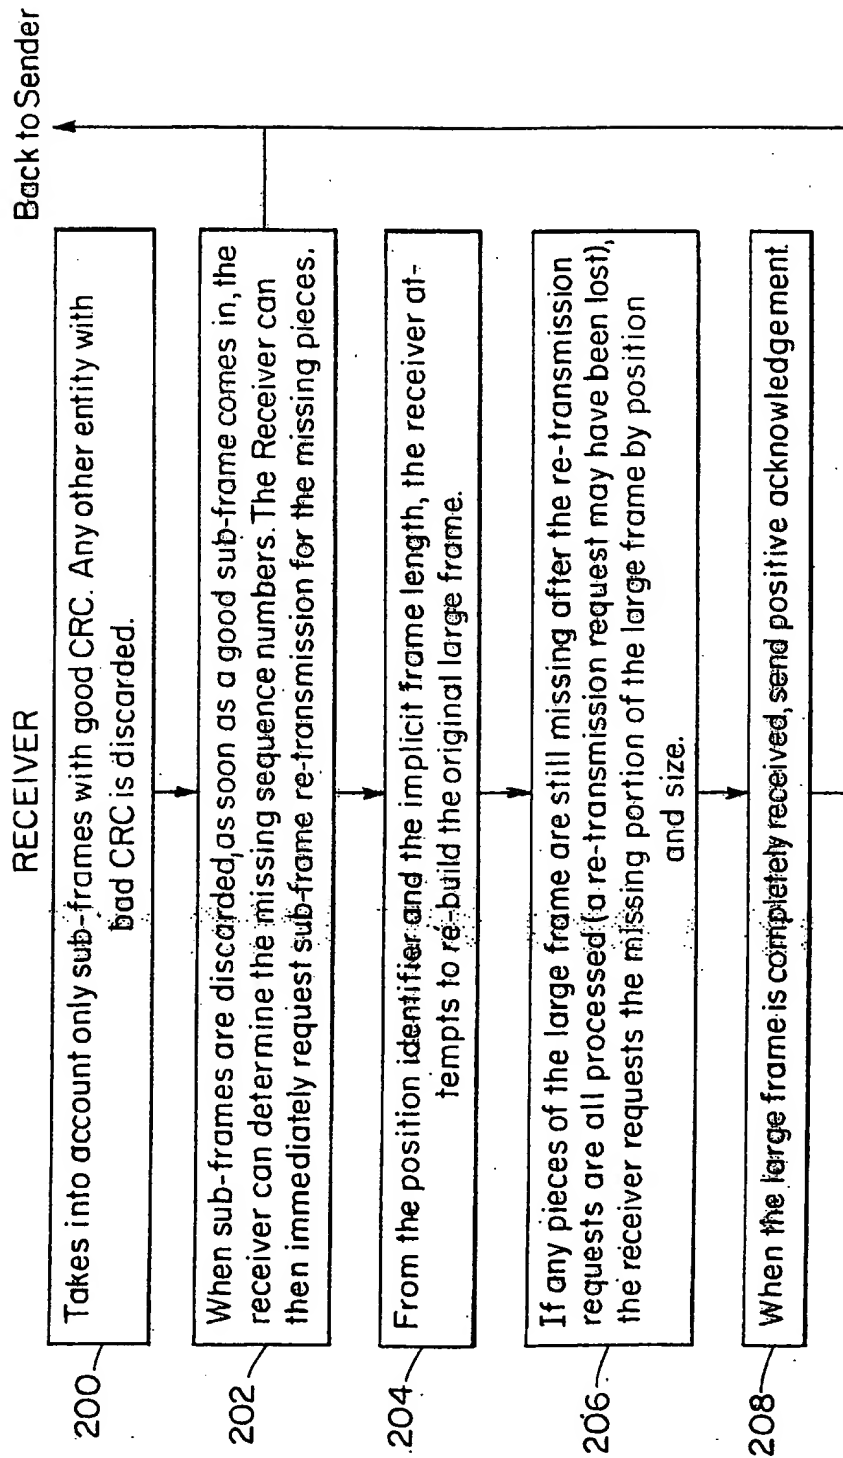 RECEIVER
Back to Sender
200
Takes into account only sub-frames with good CRC. Any other entity with
bad CRC is discarded.
202
When sub-frames are discarded, as soon as a good sub-frame comes in, the
receiver can determine the missing sequence numbers. The Receiver can
then immediately request sub-frame re-transmission for the missing pieces.
204
From the position identifier and the implicit frame length, the receiver at-
tempts to re-build the original large frame.
206
If any pieces of the large frame are still missing after the re-transmission
requests are all processed (a re-transmission request may have been lost),
the receiver requests the missing portion of the large frame by position
and size.
208
When the large frame is completely received, send positive acknowledgement.